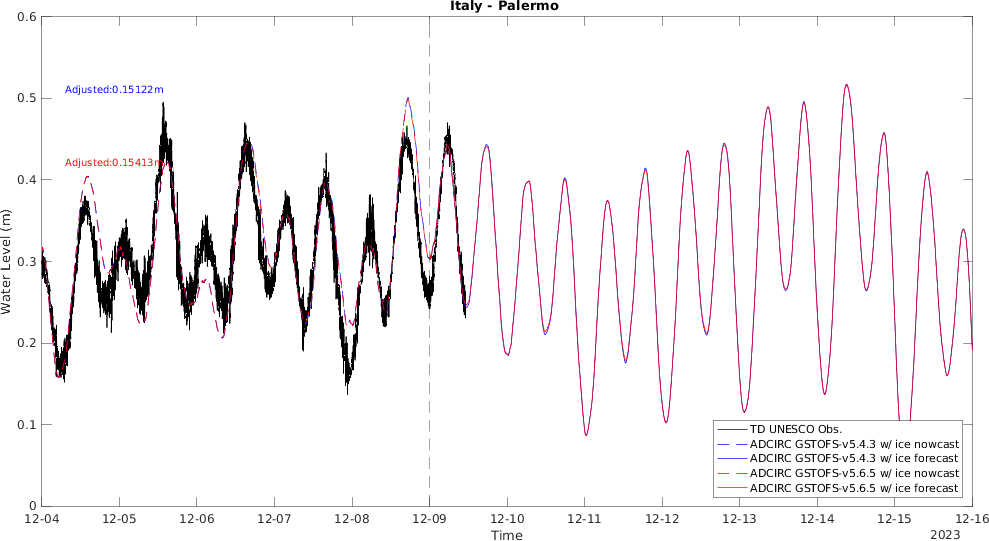 Italy - Palermo
0.6
0.5
0.4
0.3
0.2
0.1
0
Water Level (m)
Adjusted:0.15122m
Adjusted:0.15413m
TD UNESCO Obs.
ADCIRC GSTOFS-v5.4.3 w/ ice nowcast
ADCIRC GSTOFS-v5.4.3 w/ ice forecast
ADCIRC GSTOFS-v5.6.5 w/ ice nowcast
ADCIRC GSTOFS-v5.6.5 w/ ice forecast
12-04 12-05 12-06 12-07 12-08 12-09 12-10 12-11 12-12 12-13 12-14 12-15 12-16
Time
2023